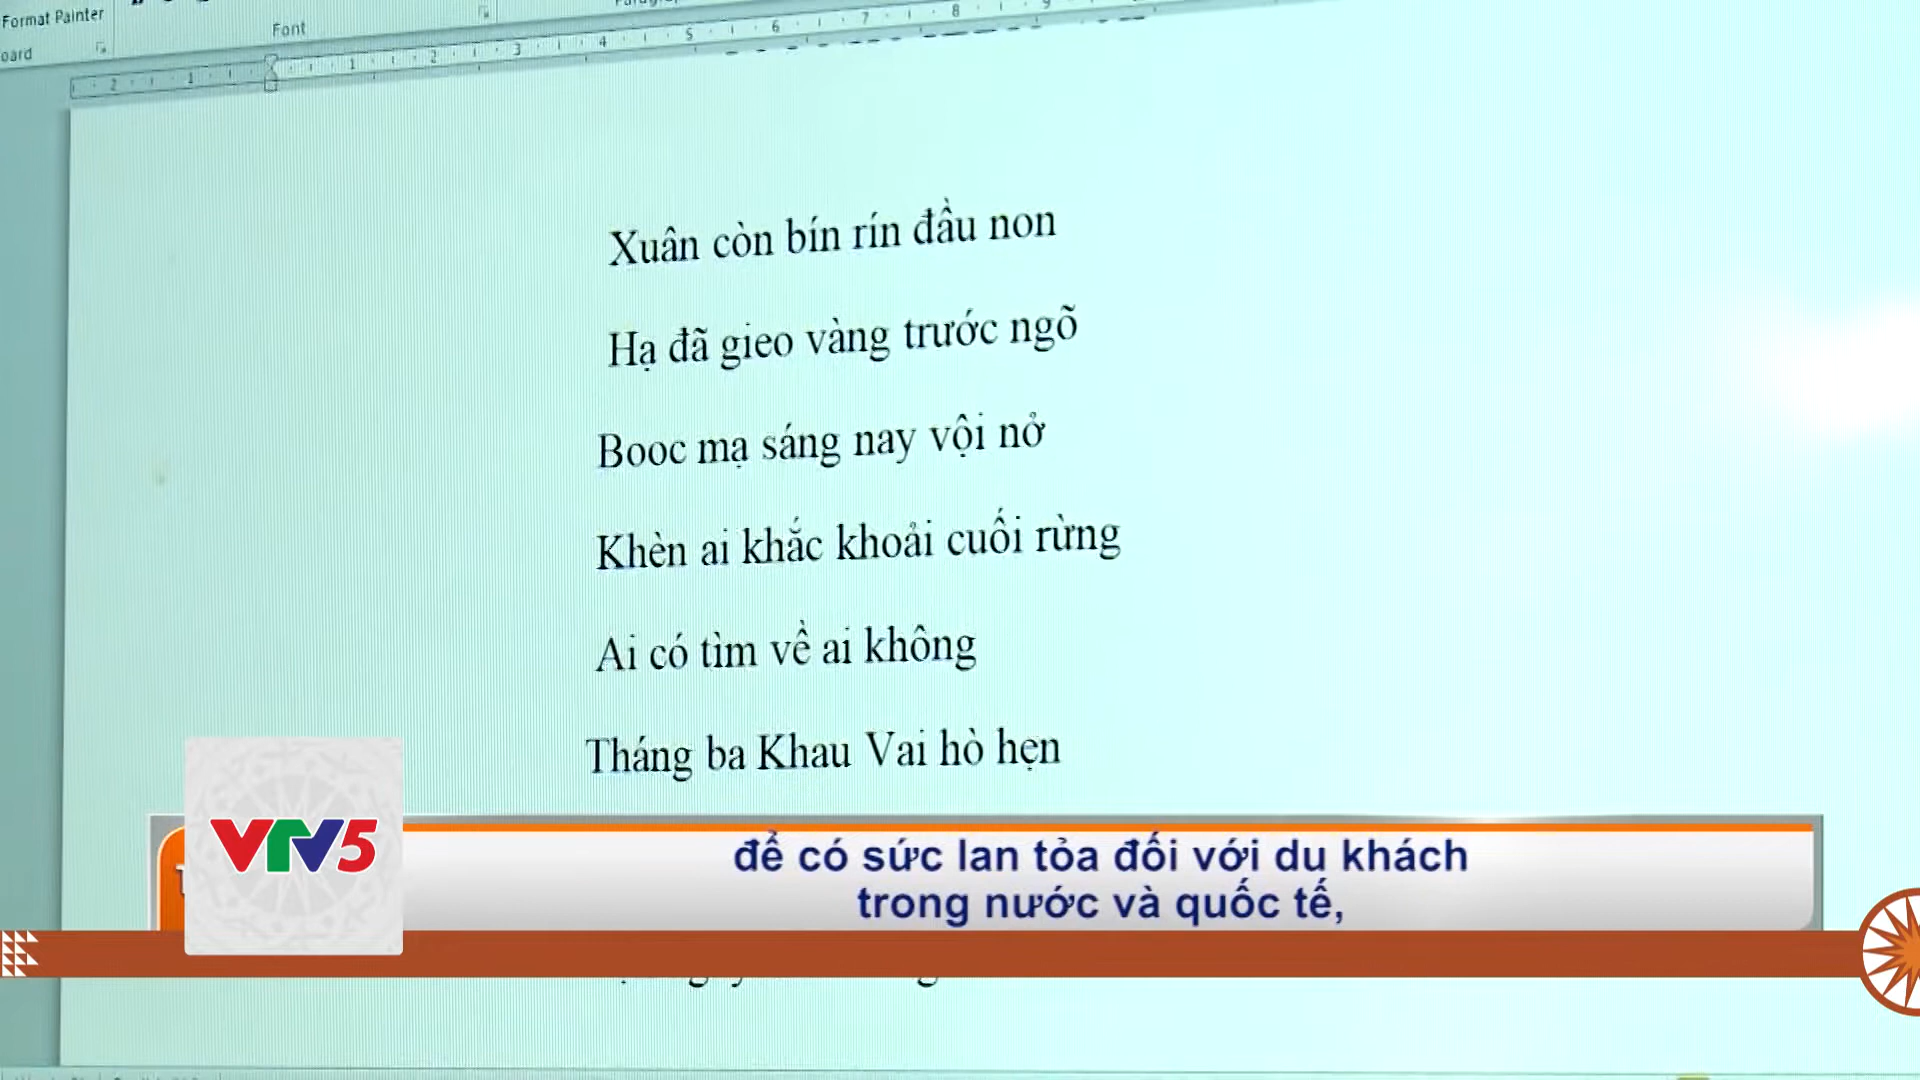 Format Painter
Font
Xuân còn bín rín đầu non
Hạ đã gieo vàng trước ngõ
Booc mạ sáng nay vội nở
Khèn ai khắc khoải cuối rừng
Ai có tìm về ai không
Tháng ba Khau Vai hò hẹn
VTV5
để có sức lan tỏa đối với du khách
trong nước và quốc tế,